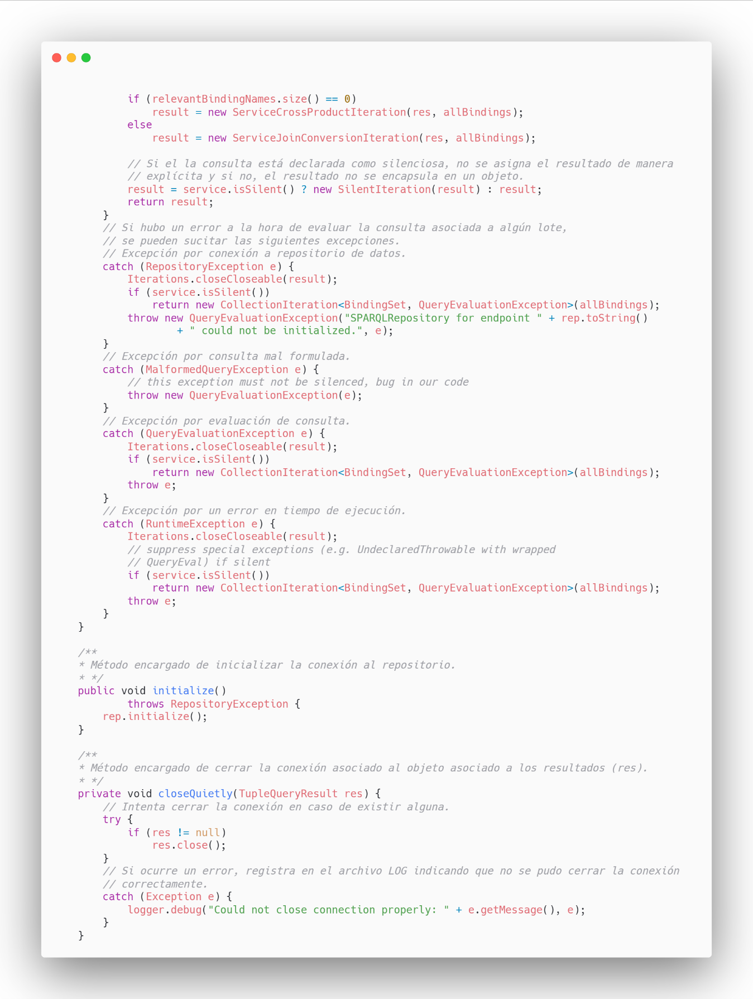 if (relevantBindingNames.size() == 0)
result = new ServiceCrossProductIteration(res, allBindings);
else
result = new ServiceJoinConversionIteration(res, allBindings);
// Si el la consulta está declarada como silenciosa, no se asigna el resultado de manera
// explícita y si no, el resultado no se encapsula en un objeto.
result = service.isSilent() ? new SilentIteration(result) : result;
return result;
}
// Si hubo un error a la hora de evaluar la consulta asociada a algún lote,
// se pueden sucitar las siguientes excepciones.
// Excepción por conexión a repositorio de datos.
catch (RepositoryException e) {
Iterations.closeCloseable(result);
if (service.isSilent())
return new CollectionIteration<BindingSet, QueryEvaluationException>(allBindings);
throw new QueryEvaluationException("SPARQLRepository for endpoint " + rep.toString()
+ " could not be initialized.", e);
}
// Excepción por consulta mal formulada.
catch (MalformedQueryException e) {
// this exception must not be silenced, bug in our code
throw new QueryEvaluationException(e);
}
// Excepción por evaluación de consulta.
catch (QueryEvaluationException e) {
Iterations.closeCloseable(result);
if (service.isSilent())
return new CollectionIteration<BindingSet, QueryEvaluationException>(allBindings);
throw e;
}
// Excepción por un error en tiempo de ejecución.
catch (RuntimeException e) {
Iterations.closeCloseable(result);
// suppress special exceptions (e.g. UndeclaredThrowable with wrapped
// QueryEval) if silent
if (service.isSilent())
return new CollectionIteration<BindingSet, QueryEvaluationException>(allBindings);
throw e;
}
}
/**
* Método encargado de inicializar la conexión al repositorio.
* */
public void initialize()
throws RepositoryException {
rep.initialize();
}
/**
* Método encargado de cerrar la conexión asociado al objeto asociado a los resultados (res).
* */
private void closeQuietly(TupleQueryResult res) {
// Intenta cerrar la conexión en caso de existir alguna.
try {
if (res != null)
res.close();
}
// Si ocurre un error, registra en el archivo LOG indicando que no se pudo cerrar la conexión
// correctamente.
catch (Exception e) {
logger.debug("Could not close connection properly: " + e.getMessage(), e);
}
}